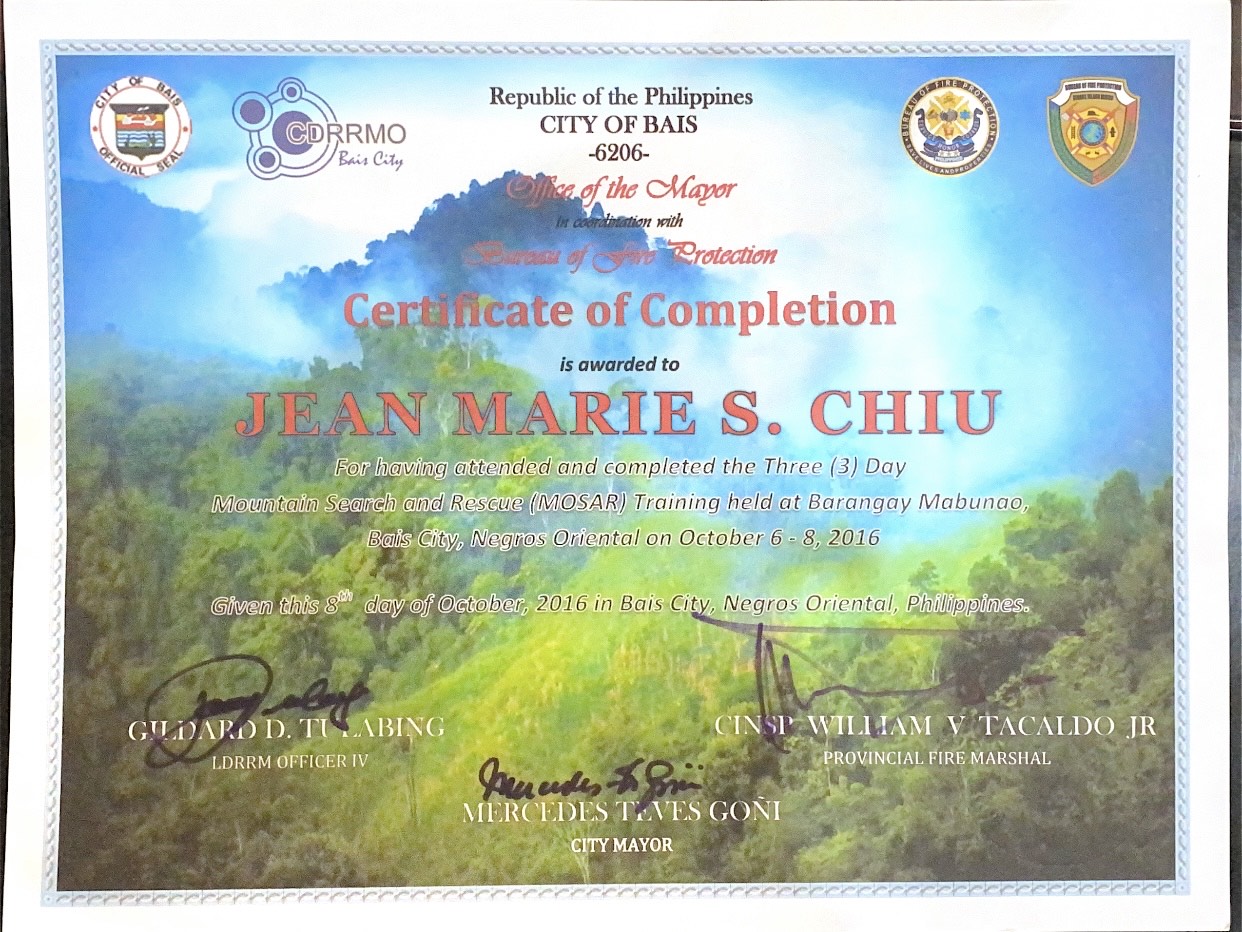 CITY OF BAIS
OFFICIAL SEAL
CDRRMO
Bais City
Republic of the Philippines
CITY OF BAIS
-6206-
Office of the Mayor
in coordination with
Bureau of Fire Protection
BUREAU OF FIRE PROTECTION
BUREAU OF FIRE PROTECTION
Certificate of Completion
is awarded to
JEAN MARIE S. CHIU
For having attended and completed the Three (3) Day
Mountain Search and Rescue (MOSAR) Training held at Barangay Mabunao,
Bais City, Negros Oriental on October 6 - 8, 2016
Given this 8th day of October, 2016 in Bais City, Negros Oriental, Philippines.
GILDARD D. TULABING
LDRRM OFFICER IV
CINSP WILLIAM V TACALDO JR
PROVINCIAL FIRE MARSHAL
MERCEDES TEVES GOÑI
CITY MAYOR